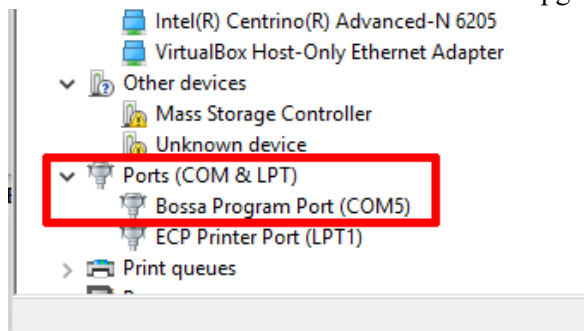 Intel(R) Centrino(R) Advanced-N 6205
VirtualBox Host-Only Ethernet Adapter
Other devices
Mass Storage Controller
Unknown device
Ports (COM & LPT)
Bossa Program Port (COM5)
ECP Printer Port (LPT1)
Print queues